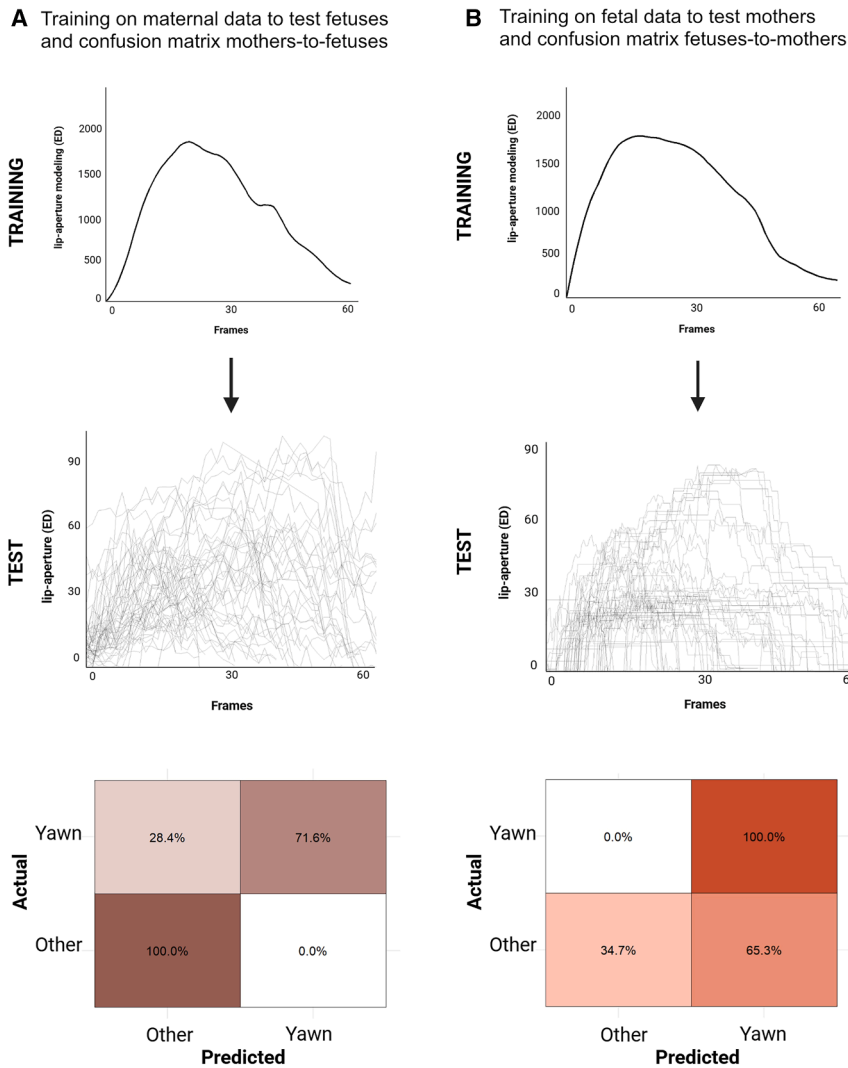 A Training on maternal data to test fetuses
and confusion matrix mothers-to-fetuses
TRAINING
lip-aperture modeling (ED)
2000
1500
1000
500
0
0 30 60
Frames
TEST
lip-aperture (ED)
90
60
30
0
0 30 60
Frames
Actual
Yawn 28.4% 71.6%
Other 100.0% 0.0%
Other Yawn
Predicted
B Training on fetal data to test mothers
and confusion matrix fetuses-to-mothers
TRAINING
lip-aperture modeling (ED)
2000
1500
1000
500
0
0 30 60
Frames
TEST
lip-aperture (ED)
90
60
30
0
0 30 6
Frames
Actual
Yawn 0.0% 100.0%
Other 34.7% 65.3%
Other Yawn
Predicted